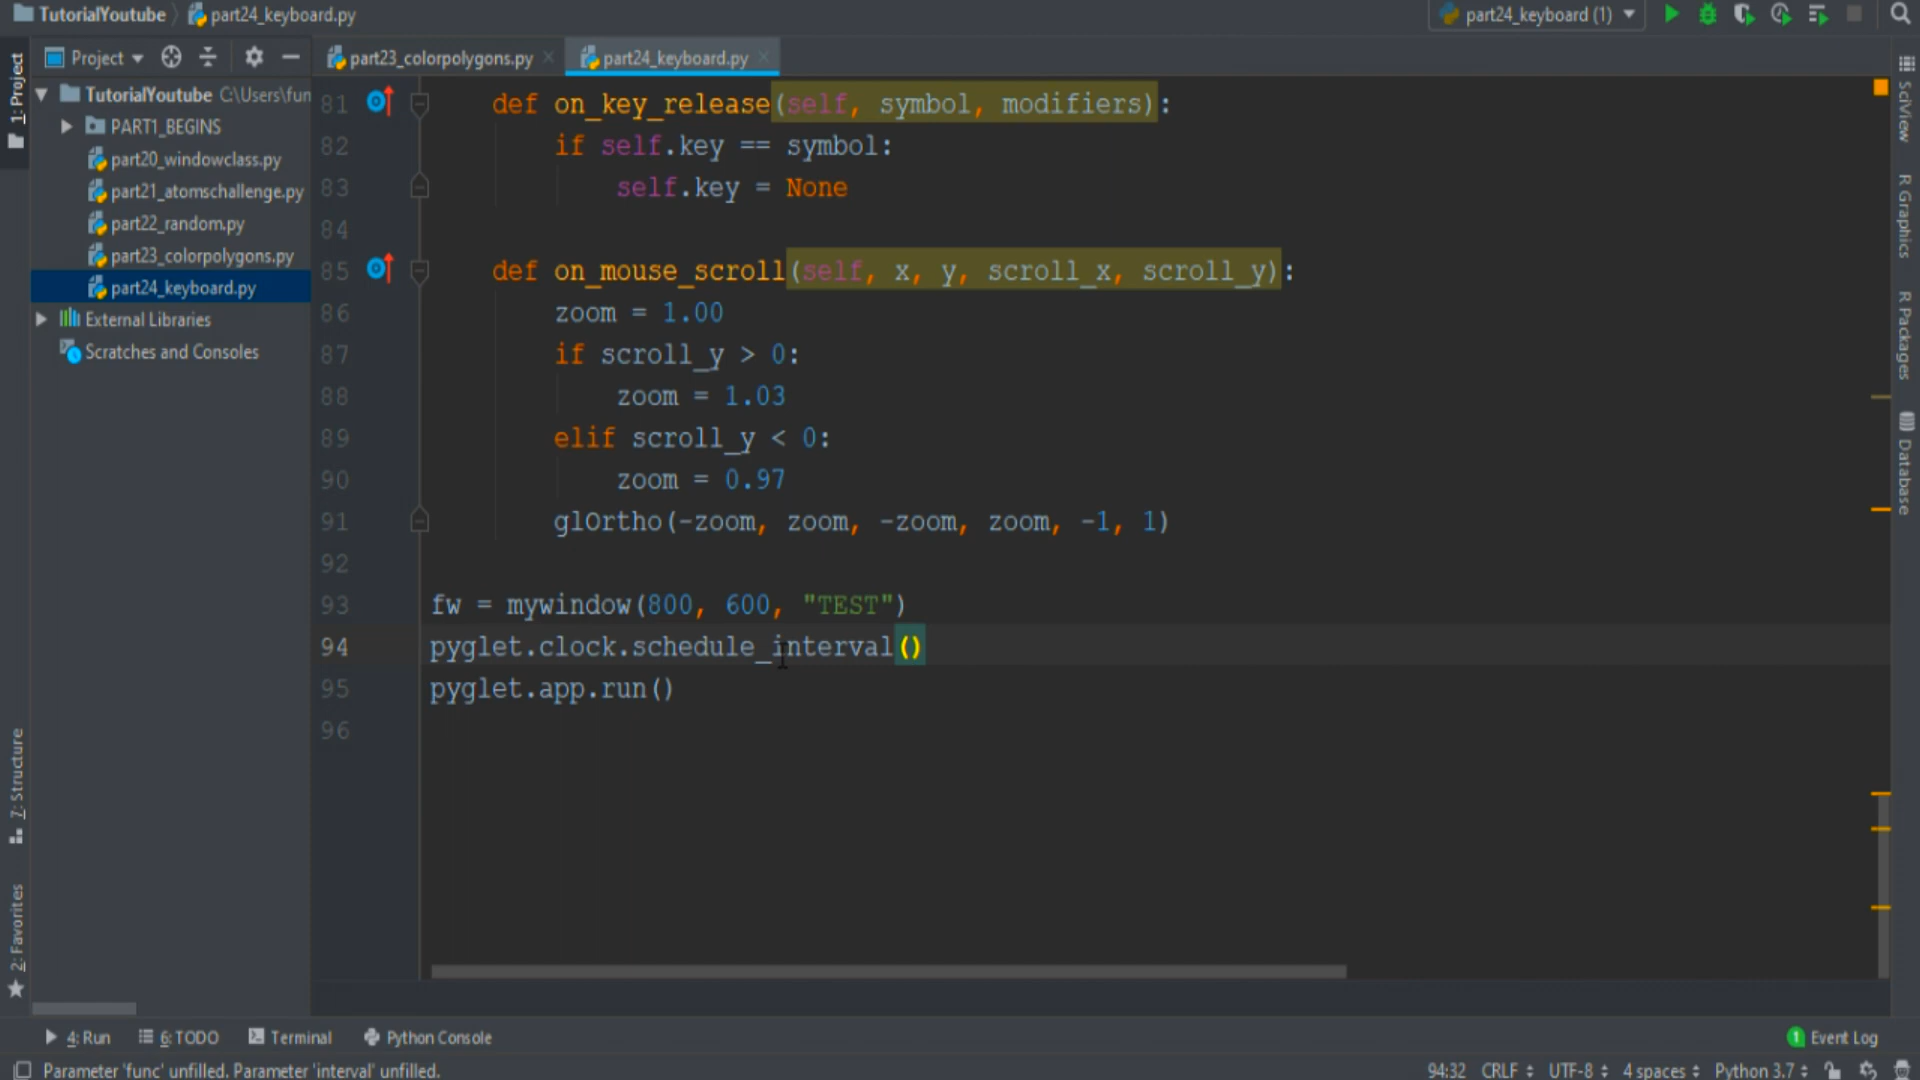 TutorialYoutube part24_keyboard.py
part24_keyboard (1)
Project
part23_colorpolygons.py
part24_keyboard.py
1: Project
TutorialYoutube C:\Users\fun
PART1_BEGINS
part20_windowclass.py
part21_atomschallenge.py
part22_random.py
part23_colorpolygons.py
part24_keyboard.py
External Libraries
Scratches and Consoles
7: Structure
2: Favorites
81 def on_key_release(self, symbol, modifiers):
82 if self.key == symbol:
83 self.key = None
84
85 def on_mouse_scroll(self, x, y, scroll_x, scroll_y):
86 zoom = 1.00
87 if scroll_y > 0:
88 zoom = 1.03
89 elif scroll_y < 0:
90 zoom = 0.97
91 glOrtho(-zoom, zoom, -zoom, zoom, -1, 1)
92
93 fw = mywindow(800, 600, "TEST")
94 pyglet.clock.schedule_interval()
95 pyglet.app.run()
96
SciView
R Graphics
R Packages
Database
4: Run
6: TODO
Terminal
Python Console
1 Event Log
Parameter 'func' unfilled. Parameter 'interval' unfilled.
94:32 CRLF UTF-8 4 spaces Python 3.7